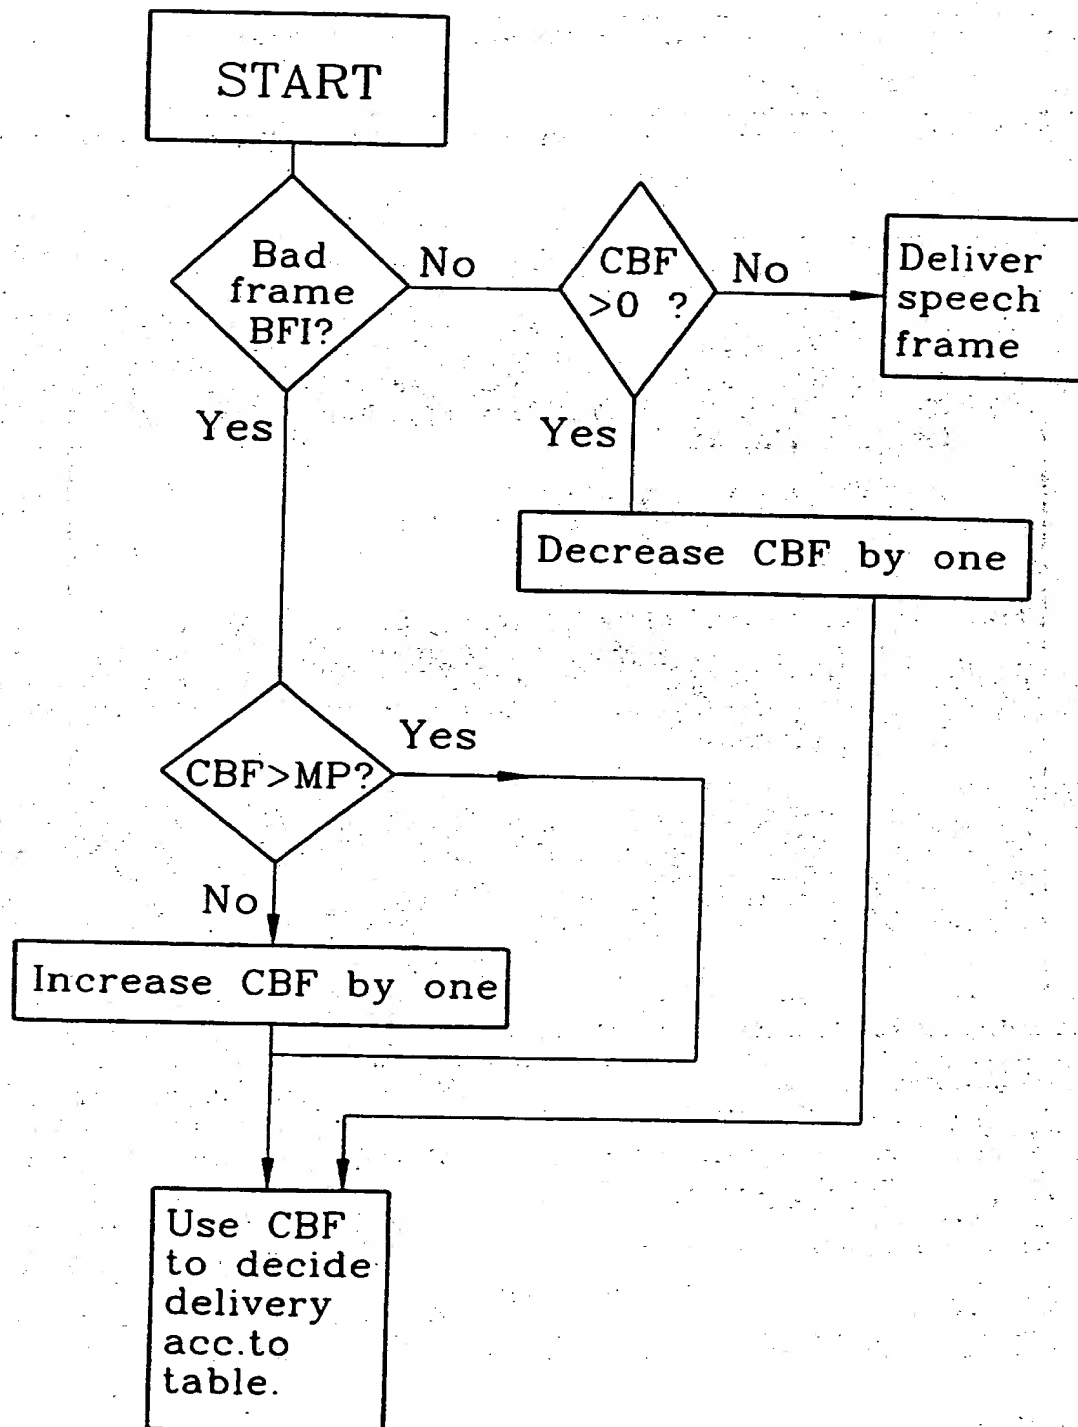 START
Bad
frame
BFI?
No
CBF
>0 ?
No
Deliver
speech
frame
Yes
Yes
Decrease CBF by one
CBF>MP?
Yes
No
Increase CBF by one
Use CBF
to decide
delivery
acc.to
table.